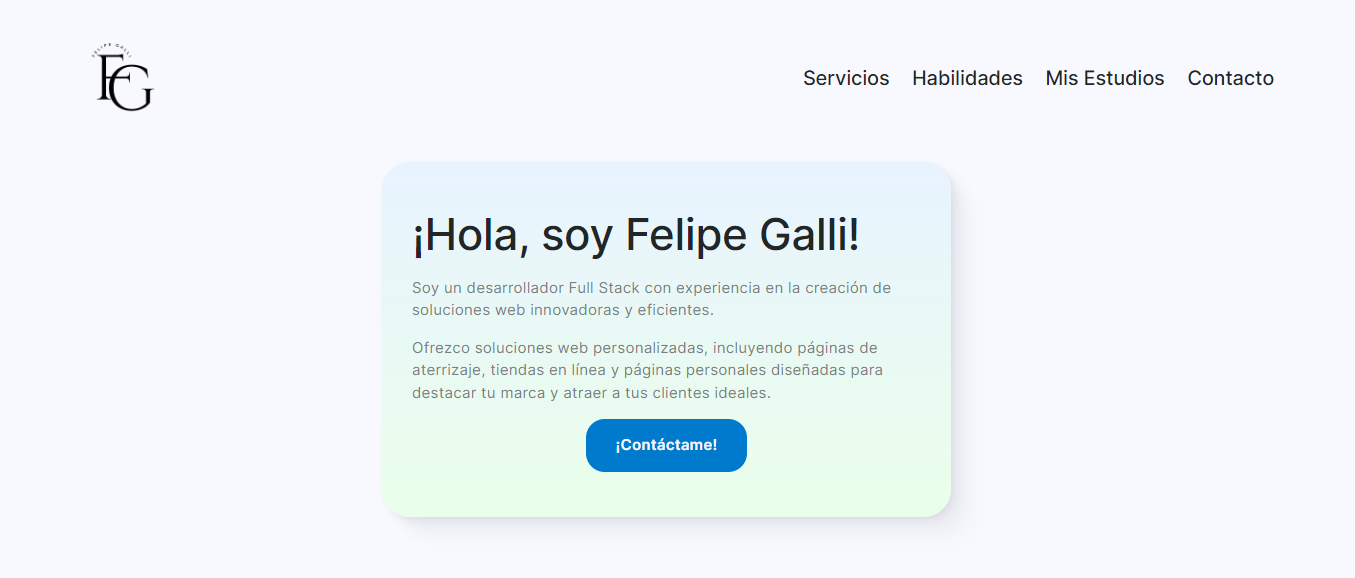 FELIPE GALLI
FG
Servicios Habilidades Mis Estudios Contacto
¡Hola, soy Felipe Galli!
Soy un desarrollador Full Stack con experiencia en la creación de
soluciones web innovadoras y eficientes.
Ofrezco soluciones web personalizadas, incluyendo páginas de
aterrizaje, tiendas en línea y páginas personales diseñadas para
destacar tu marca y atraer a tus clientes ideales.
¡Contáctame!